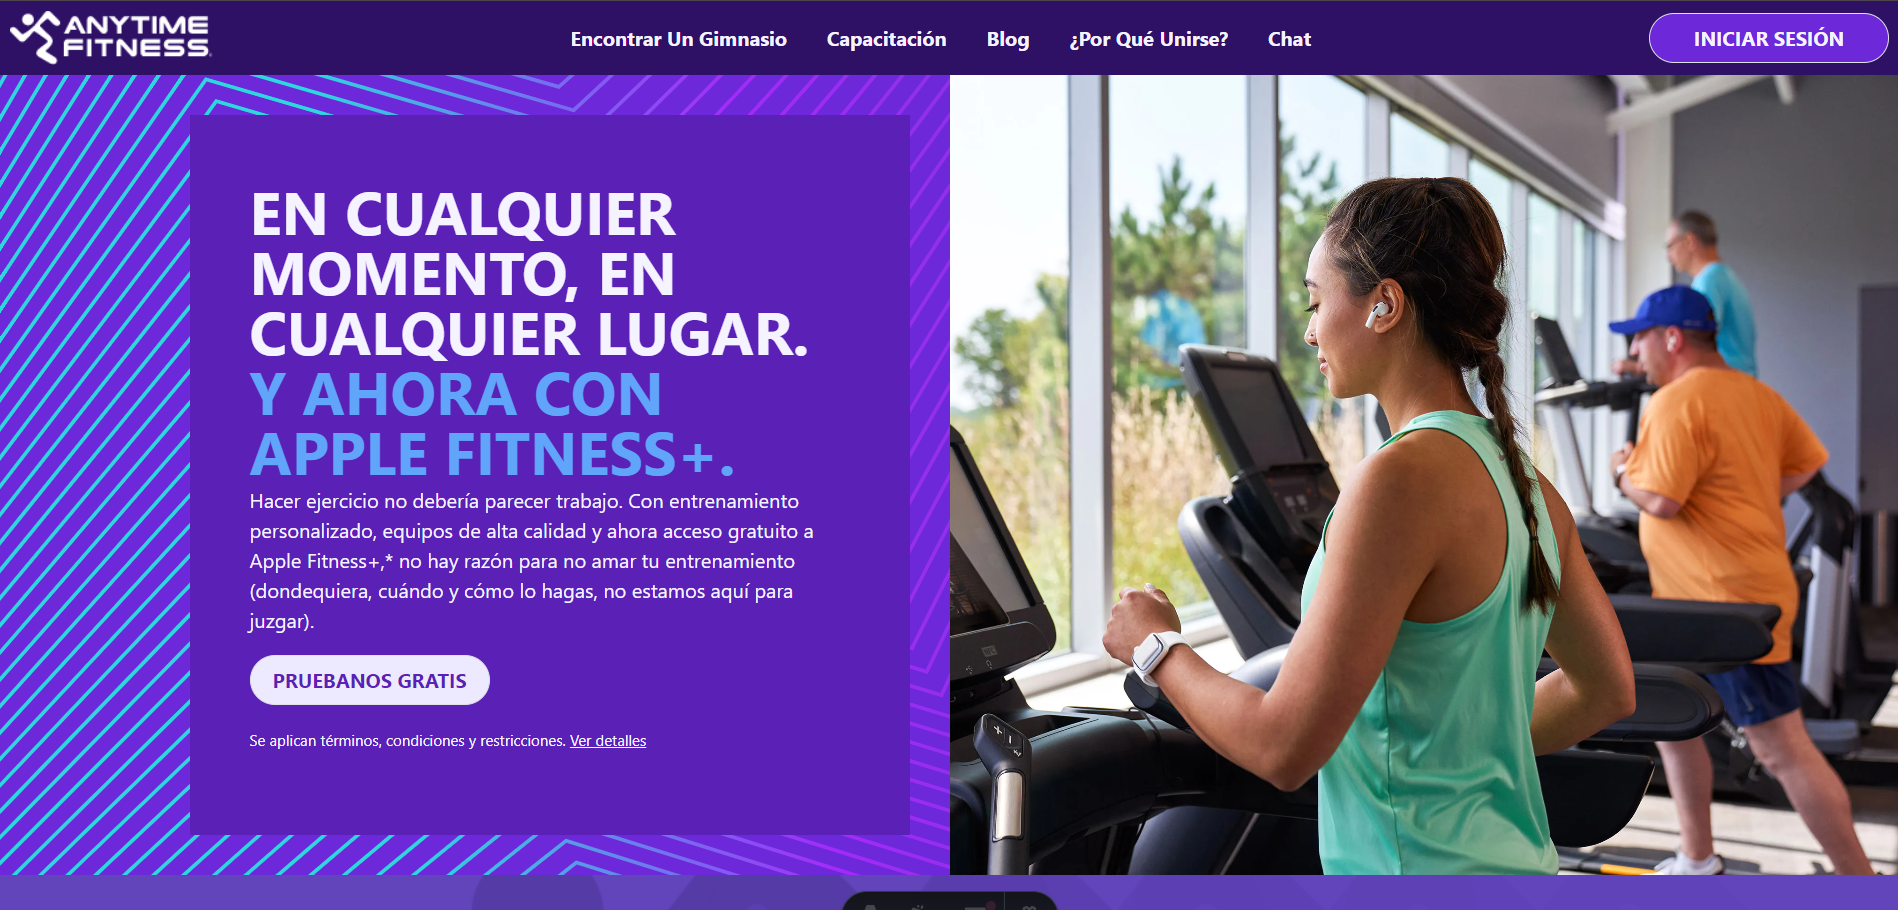 ANYTIME
FITNESS
Encontrar Un Gimnasio
Capacitación
Blog
¿Por Qué Unirse?
Chat
INICIAR SESIÓN
EN CUALQUIER
MOMENTO, EN
CUALQUIER LUGAR.
Y AHORA CON
APPLE FITNESS+.
Hacer ejercicio no debería parecer trabajo. Con entrenamiento
personalizado, equipos de alta calidad y ahora acceso gratuito a
Apple Fitness+,* no hay razón para no amar tu entrenamiento
(dondequiera, cuándo y cómo lo hagas, no estamos aquí para
juzgar).
PRUEBANOS GRATIS
Se aplican términos, condiciones y restricciones. Ver detalles